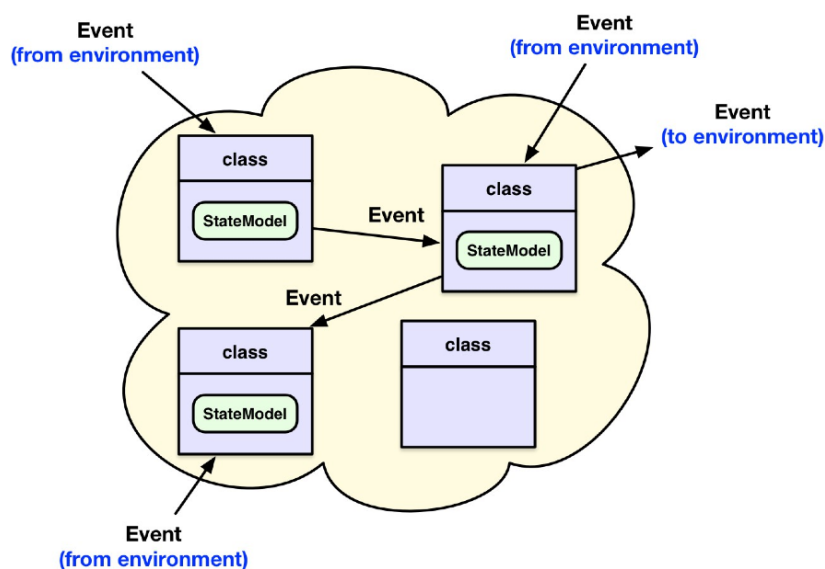 Event
(from environment)
Event
(from environment)
Event
(to environment)
class
StateModel
Event
class
StateModel
Event
class
StateModel
class
Event
(from environment)